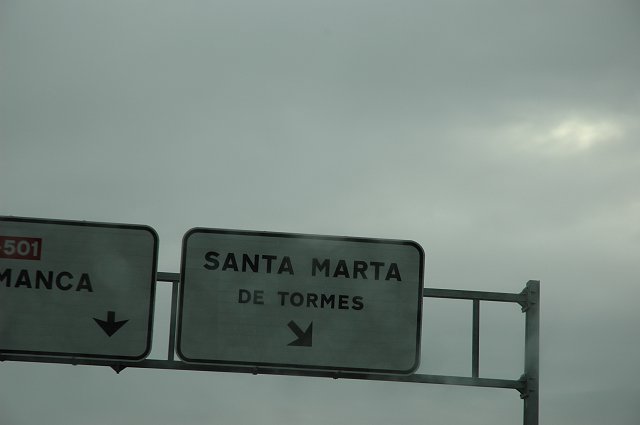 -501
MANCA
SANTA MARTA
DE TORMES